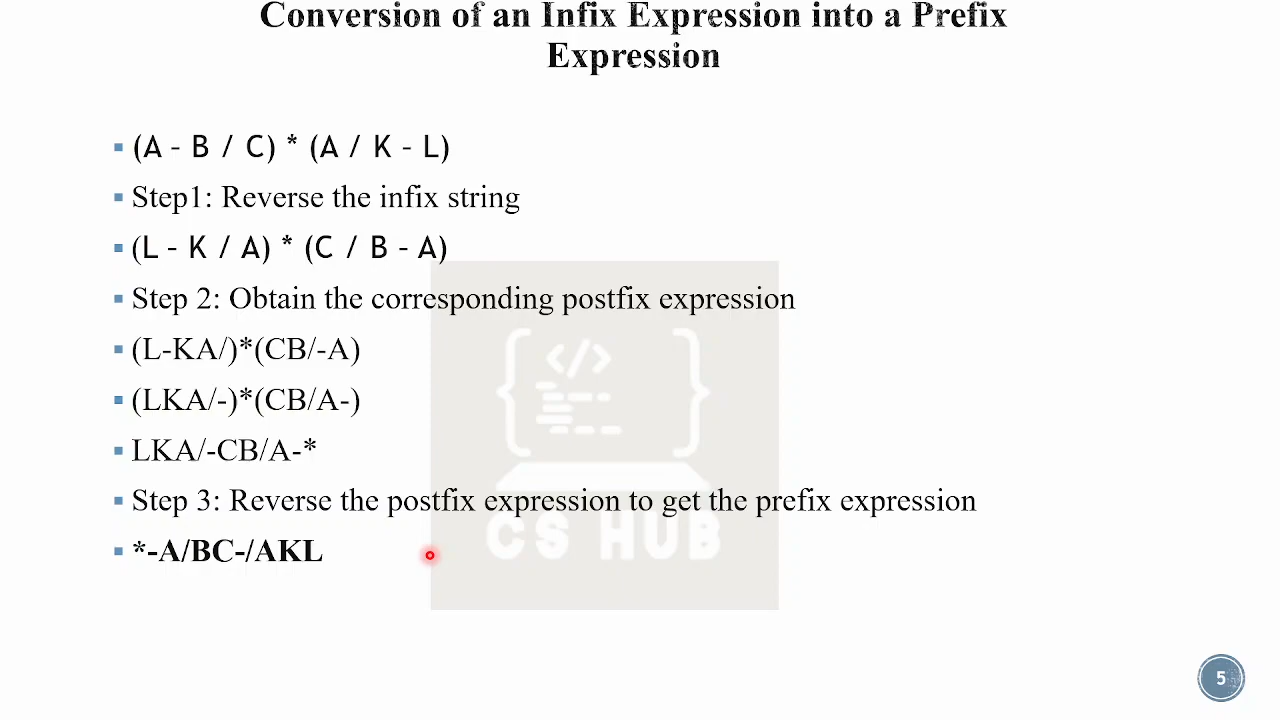 Conversion of an Infix Expression into a Prefix
Expression
(A - B / C) * (A / K - L)
Step1: Reverse the infix string
(L - K / A) * (C / B - A)
Step 2: Obtain the corresponding postfix expression
(L-KA/)*(CB/-A)
(LKA/-)*(CB/A-)
LKA/-CB/A-*
Step 3: Reverse the postfix expression to get the prefix expression
CS HUB
*-A/BC-/AKL
5